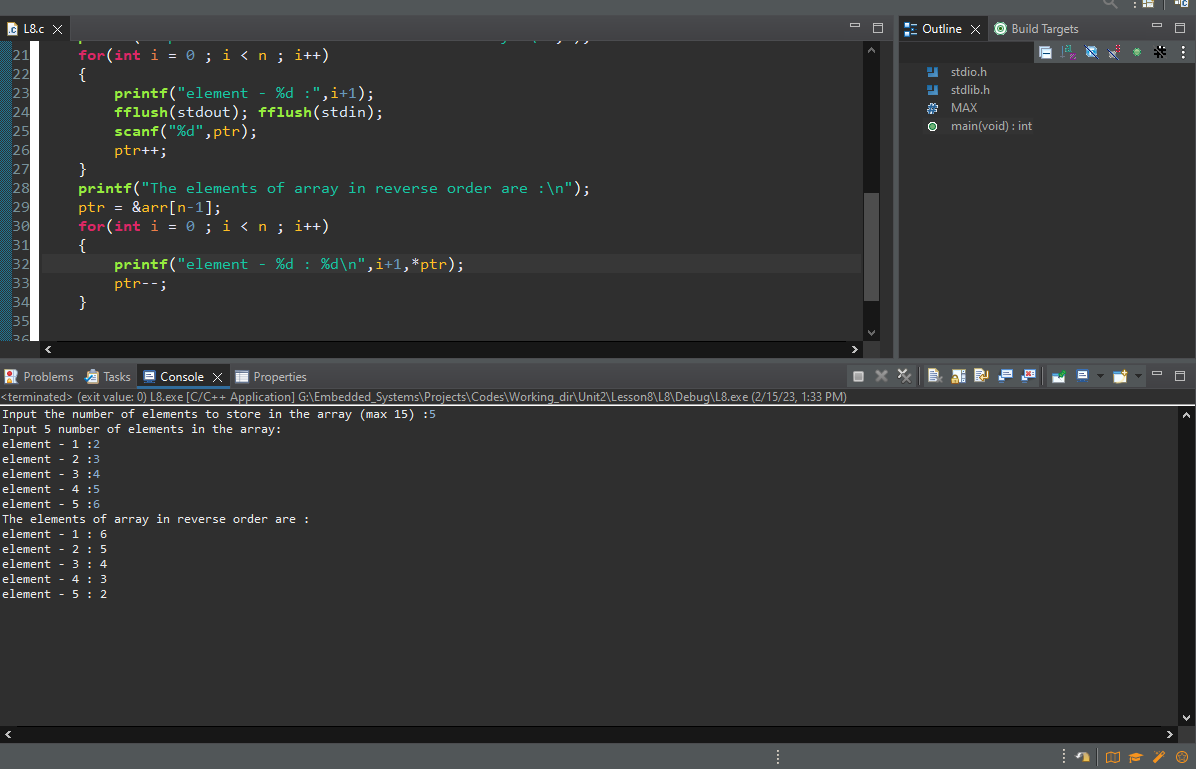 L8.c
21 for(int i = 0 ; i < n ; i++)
22 {
23 printf("element - %d :",i+1);
24 fflush(stdout); fflush(stdin);
25 scanf("%d",ptr);
26 ptr++;
27 }
28 printf("The elements of array in reverse order are :\n");
29 ptr = &arr[n-1];
30 for(int i = 0 ; i < n ; i++)
31 {
32 printf("element - %d : %d\n",i+1,*ptr);
33 ptr--;
34 }
35
36
Outline Build Targets
stdio.h
stdlib.h
MAX
main(void) : int
Problems Tasks Console Properties
<terminated> (exit value: 0) L8.exe [C/C++ Application] G:\Embedded_Systems\Projects\Codes\Working_dir\Unit2\Lesson8\L8\Debug\L8.exe (2/15/23, 1:33 PM)
Input the number of elements to store in the array (max 15) :5
Input 5 number of elements in the array:
element - 1 :2
element - 2 :3
element - 3 :4
element - 4 :5
element - 5 :6
The elements of array in reverse order are :
element - 1 : 6
element - 2 : 5
element - 3 : 4
element - 4 : 3
element - 5 : 2